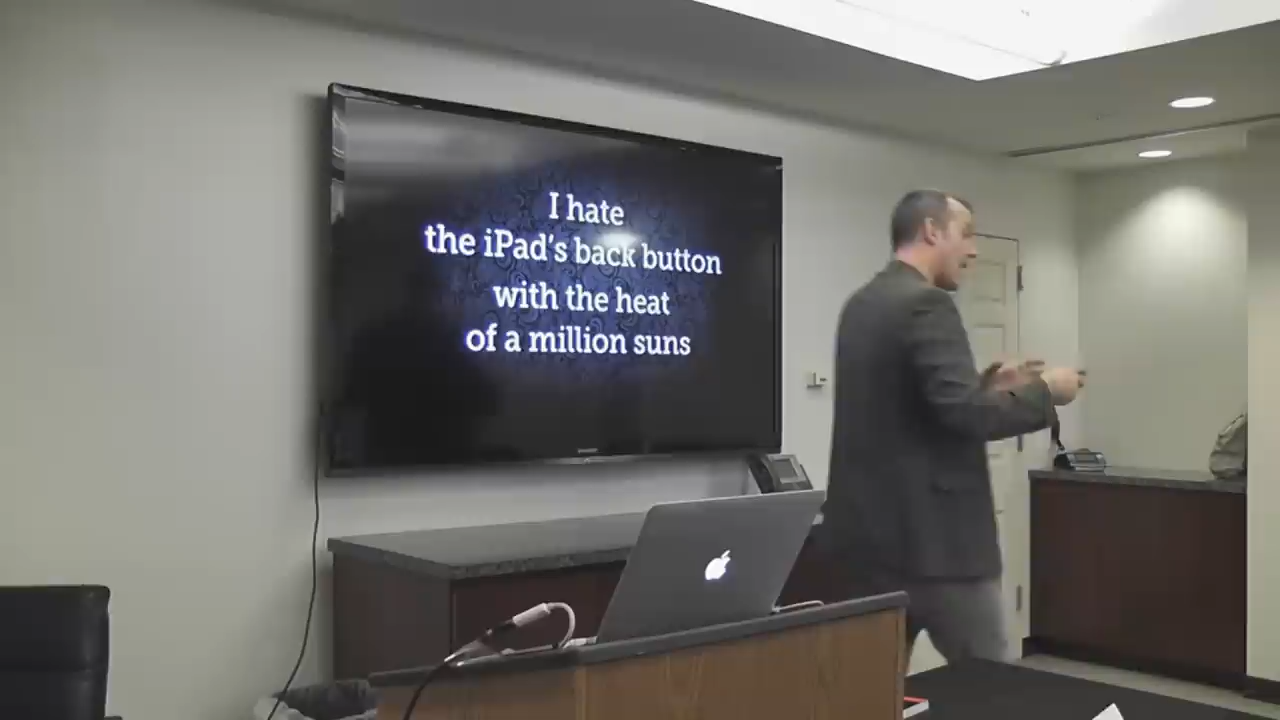 I hate
the iPad's back button
with the heat
of a million suns